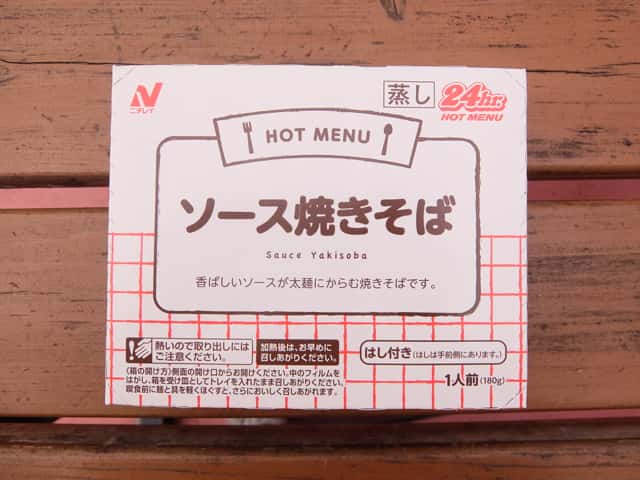 ニチレイ
蒸し
24hr.
HOT MENU
HOT MENU
ソース焼きそば
Sauce Yakisoba
香ばしいソースが太麺にからむ焼きそばです。
熱いので取り出しには
ご注意ください。
加熱後は、お早めに
召しあがりください。
はし付き(はしは手前側にあります。)
〈箱の開け方〉側面の開け口からお開けください。中のフィルムを
はがし、箱を受け皿としてトレイを入れたまま召しあがりください。
喫食前に麺と具を軽くほぐすと、さらにおいしく召しあがれます。
1人前(180g)